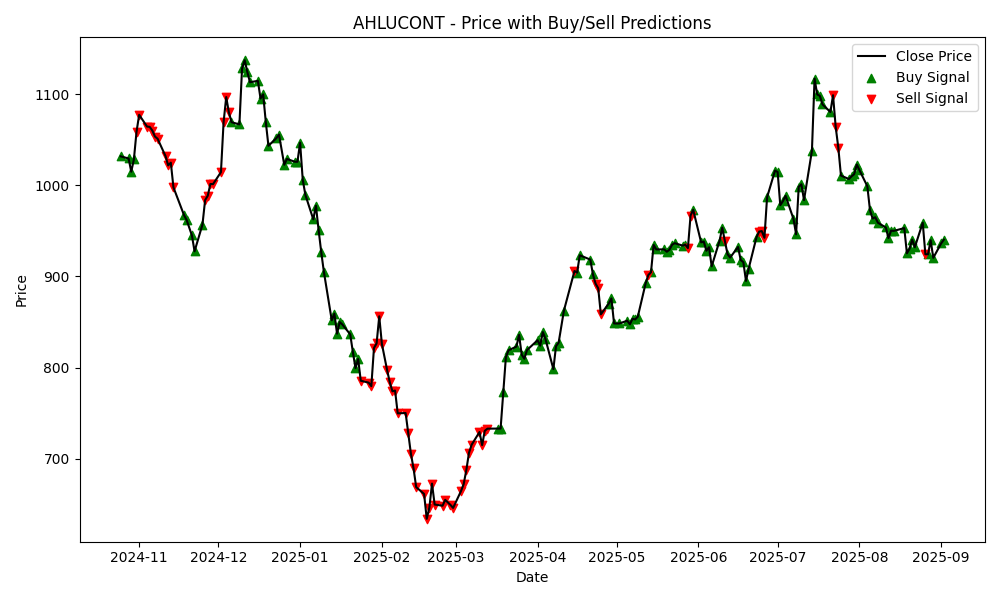 AHLUCONT - Price with Buy/Sell Predictions
Close Price
Buy Signal
Sell Signal
Price
1100
1000
900
800
700
2024-11
2024-12
2025-01
2025-02
2025-03
2025-04
2025-05
2025-06
2025-07
2025-08
2025-09
Date